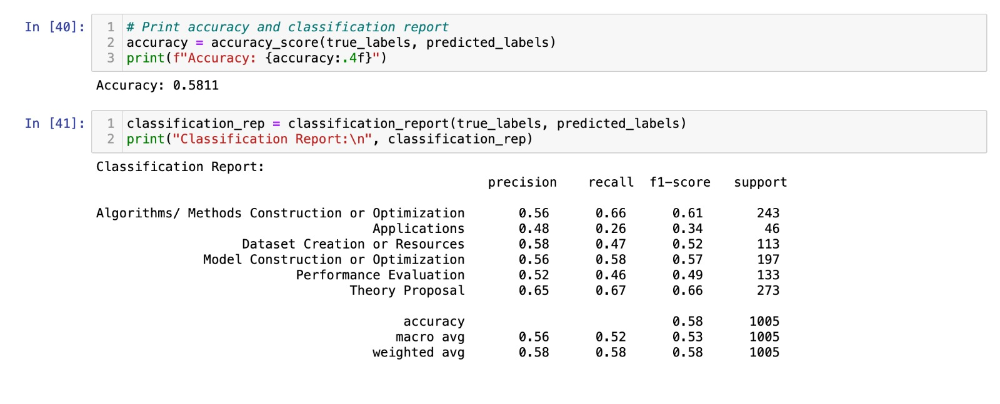 In [40]:
1 # Print accuracy and classification report
2 accuracy = accuracy_score(true_labels, predicted_labels)
3 print(f"Accuracy: {accuracy:.4f}")
Accuracy: 0.5811
In [41]:
1 classification_rep = classification_report(true_labels, predicted_labels)
2 print("Classification Report:\n", classification_rep)
Classification Report:
precision recall f1-score support
Algorithms/ Methods Construction or Optimization 0.56 0.66 0.61 243
Applications 0.48 0.26 0.34 46
Dataset Creation or Resources 0.58 0.47 0.52 113
Model Construction or Optimization 0.56 0.58 0.57 197
Performance Evaluation 0.52 0.46 0.49 133
Theory Proposal 0.65 0.67 0.66 273
accuracy 0.58 1005
macro avg 0.56 0.52 0.53 1005
weighted avg 0.58 0.58 0.58 1005